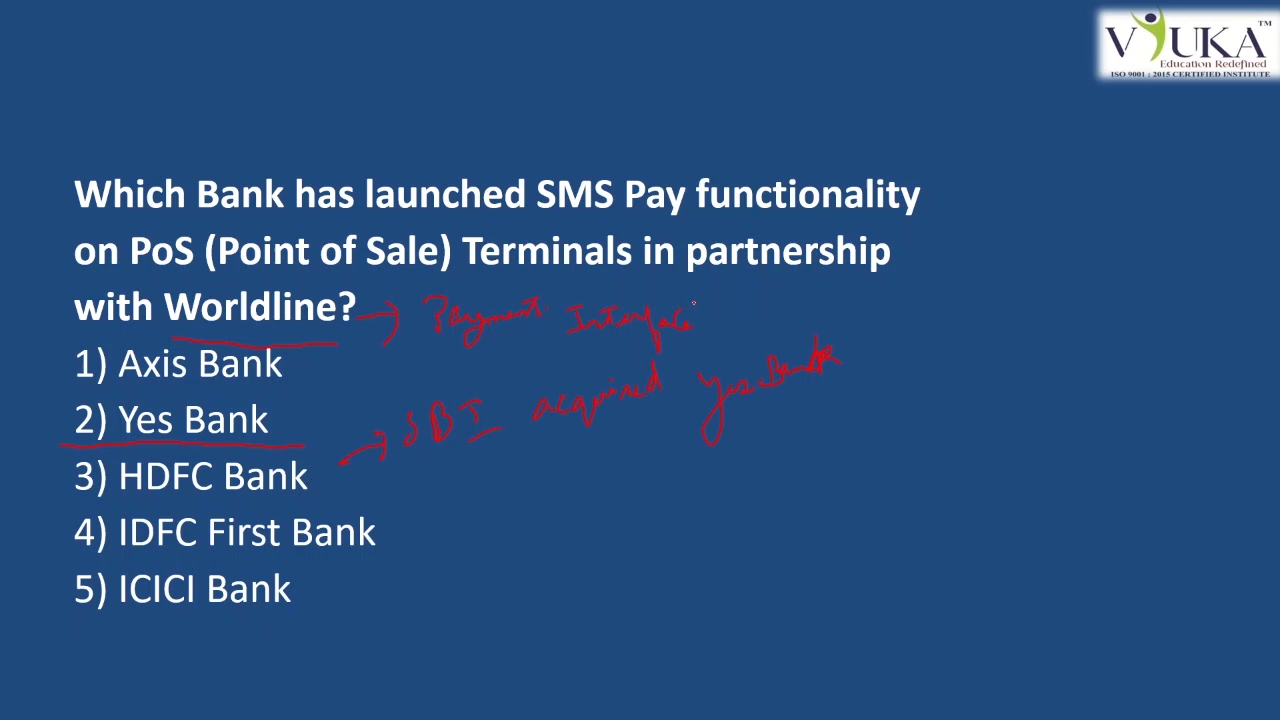 VYUKA™
Education Redefined
ISO 9001 : 2015 CERTIFIED INSTITUTE
Which Bank has launched SMS Pay functionality
on PoS (Point of Sale) Terminals in partnership
with Worldline? → Payment Interface
1) Axis Bank
2) Yes Bank → SBI acquired Yes Bank
3) HDFC Bank
4) IDFC First Bank
5) ICICI Bank